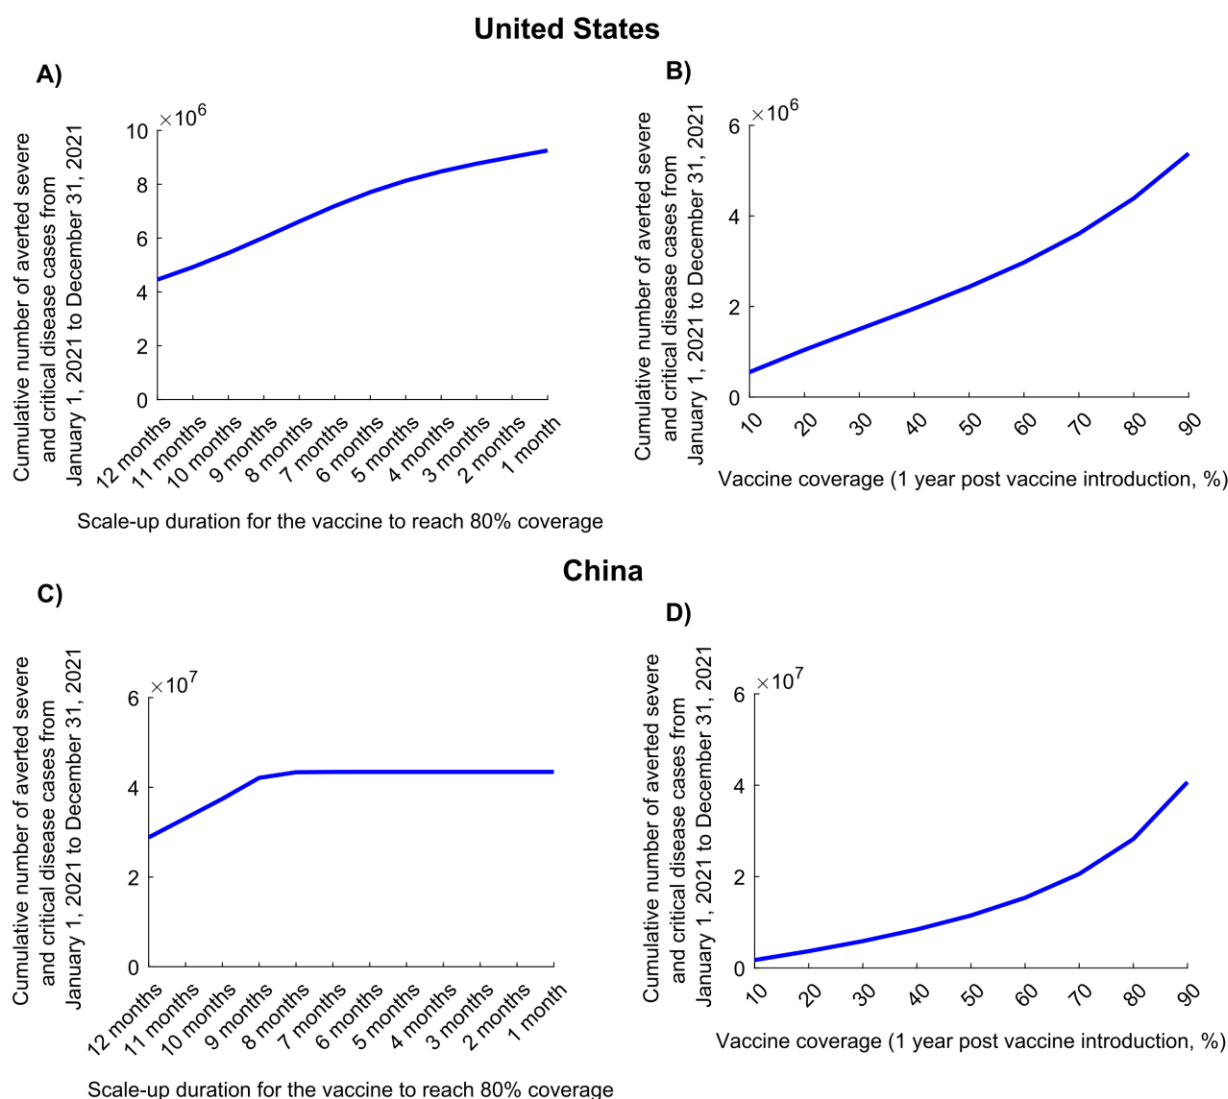 United States
A)
Cumulative number of averted severe
and critical disease cases from
January 1, 2021 to December 31, 2021
×10^6
10
8
6
4
2
0
12 months
11 months
10 months
9 months
8 months
7 months
6 months
5 months
4 months
3 months
2 months
1 month
Scale-up duration for the vaccine to reach 80% coverage
B)
Cumulative number of averted severe
and critical disease cases from
January 1, 2021 to December 31, 2021
×10^6
6
4
2
0
10
20
30
40
50
60
70
80
90
Vaccine coverage (1 year post vaccine introduction, %)
China
C)
Cumulative number of averted severe
and critical disease cases from
January 1, 2021 to December 31, 2021
×10^7
6
4
2
0
12 months
11 months
10 months
9 months
8 months
7 months
6 months
5 months
4 months
3 months
2 months
1 month
Scale-up duration for the vaccine to reach 80% coverage
D)
Cumulative number of averted severe
and critical disease cases from
January 1, 2021 to December 31, 2021
×10^7
6
4
2
0
10
20
30
40
50
60
70
80
90
Vaccine coverage (1 year post vaccine introduction, %)